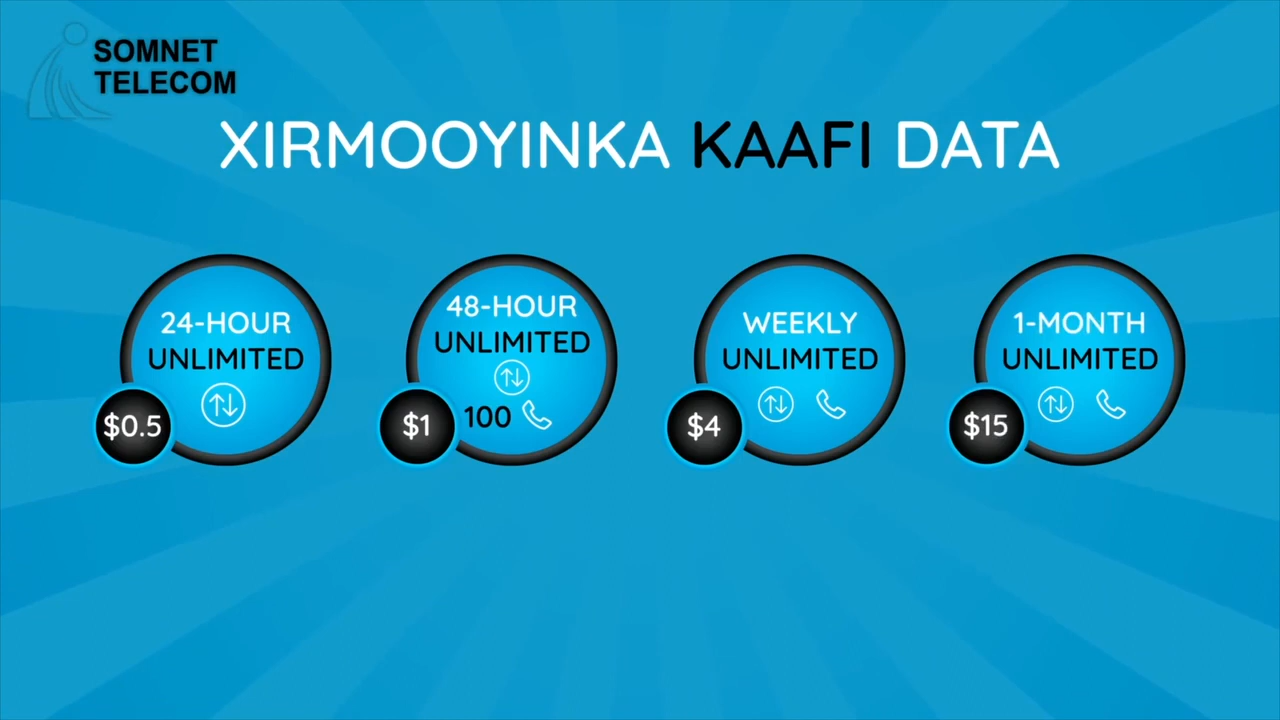 SOMNET
TELECOM
XIRMOOYINKA KAAFI DATA
24-HOUR
UNLIMITED
$0.5
48-HOUR
UNLIMITED
100
$1
WEEKLY
UNLIMITED
$4
1-MONTH
UNLIMITED
$15